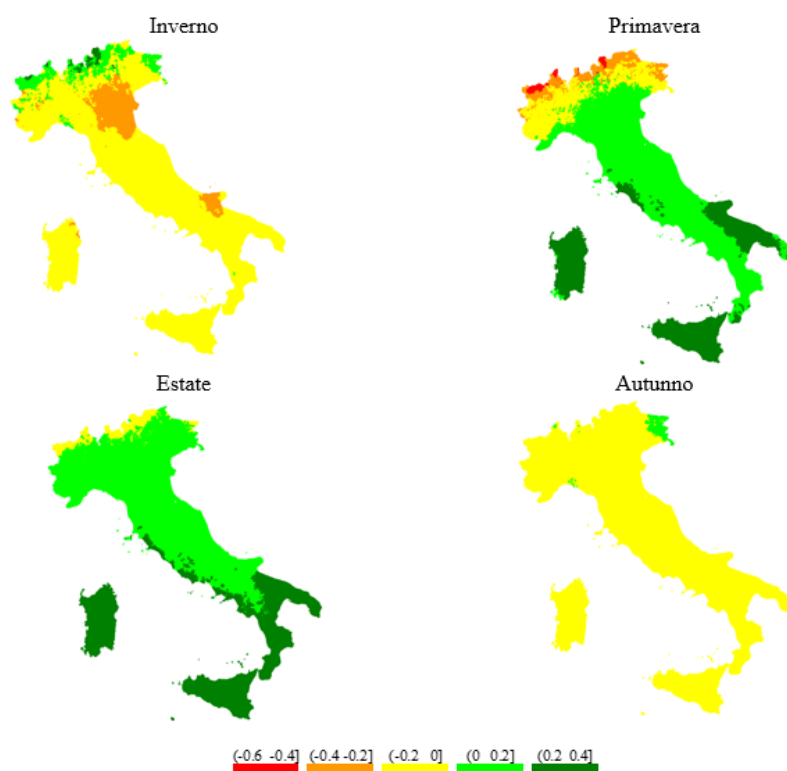 Inverno
Primavera
Estate
Autunno
(-0.6 -0.4] (-0.4 -0.2] (-0.2 0] (0 0.2] (0.2 0.4]